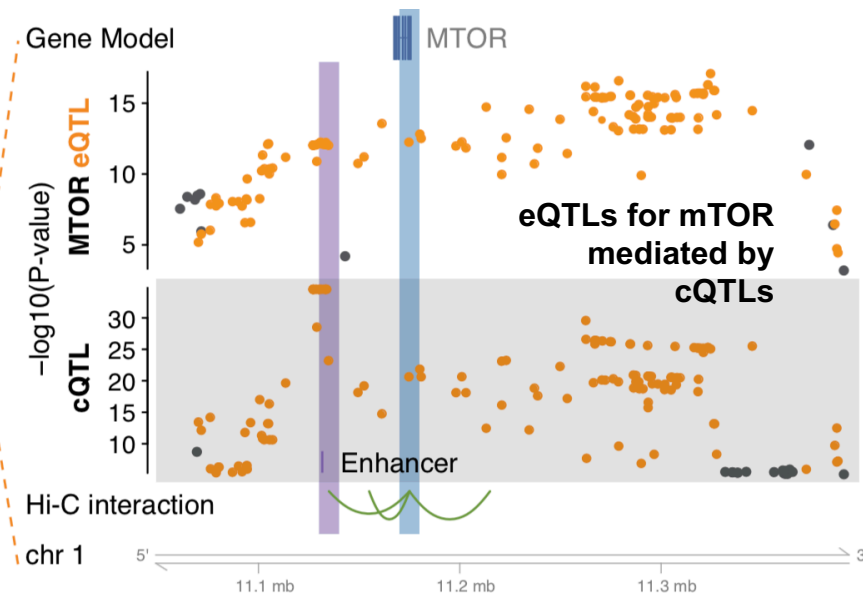 Gene Model
MTOR
15
10
5
MTOR eQTL
−log10(P-value)
eQTLs for mTOR
mediated by
cQTLs
30
25
20
15
10
cQTL
Enhancer
Hi-C interaction
chr 1
5'
3
11.1 mb
11.2 mb
11.3 mb